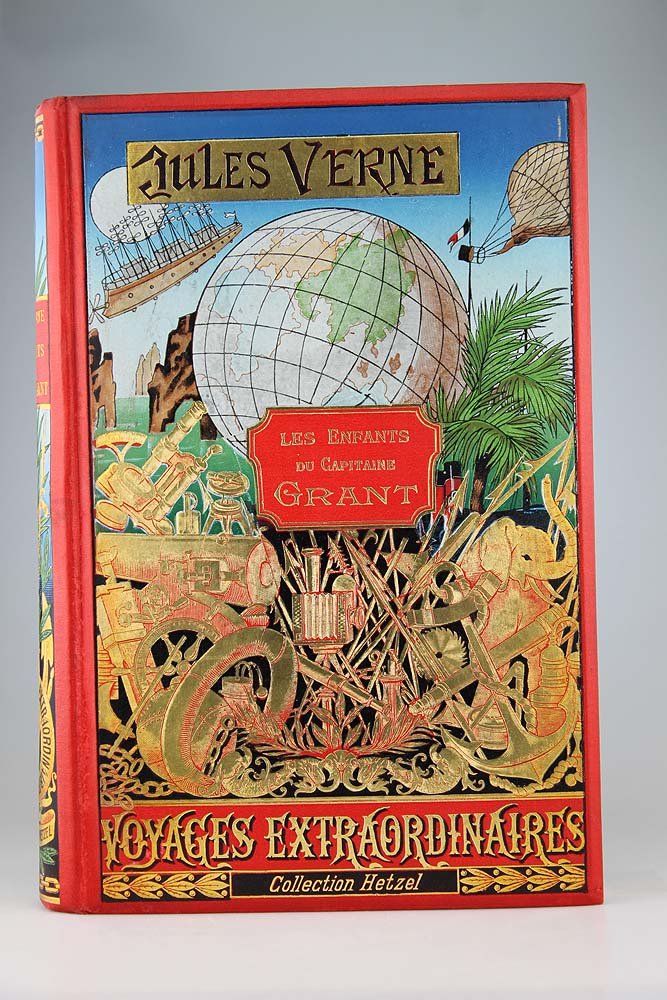 Jules Verne
Les Enfants
du Capitaine
Grant
Voyages Extraordinaires
Collection Hetzel